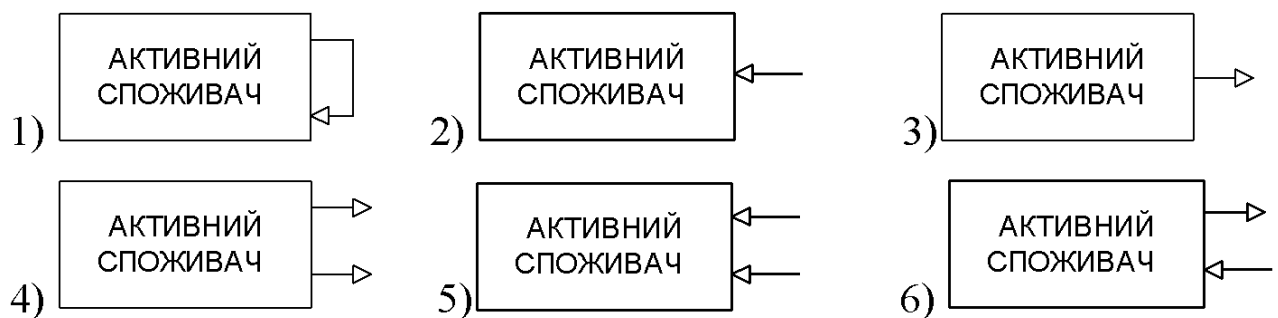 АКТИВНИЙ
СПОЖИВАЧ
1)
АКТИВНИЙ
СПОЖИВАЧ
2)
АКТИВНИЙ
СПОЖИВАЧ
3)
АКТИВНИЙ
СПОЖИВАЧ
4)
АКТИВНИЙ
СПОЖИВАЧ
5)
АКТИВНИЙ
СПОЖИВАЧ
6)